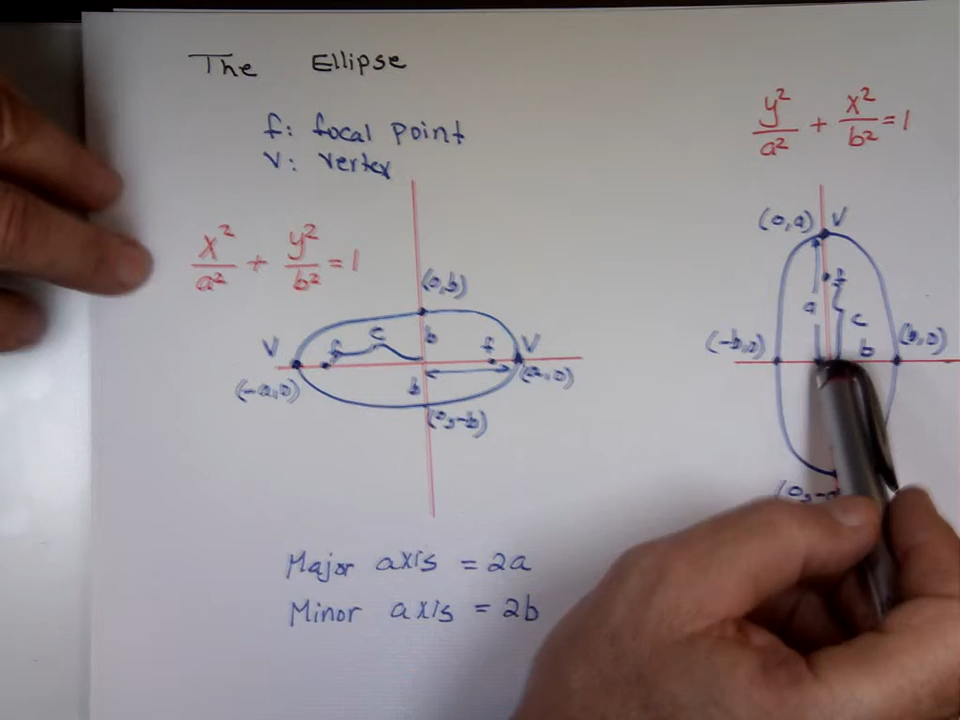 The Ellipse
f: focal point
V: vertex
x²/a² + y²/b² = 1
(0,b)
b
c
V f f V
(-a,0) (a,0)
b
(0,-b)
Major axis = 2a
Minor axis = 2b
y²/a² + x²/b² = 1
(0,a) V
f
a
c
(-b,0) b (b,0)